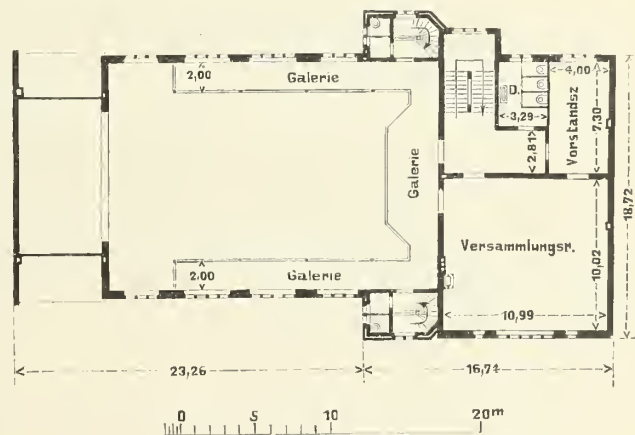 2,00
Galerie
D.
4,00
3,29
Vorstandsz
7,30
2,81
Galerie
18,72
Versammlungsr.
10,02
2,00
Galerie
10,99
23,26
16,74
0 5 10 20m